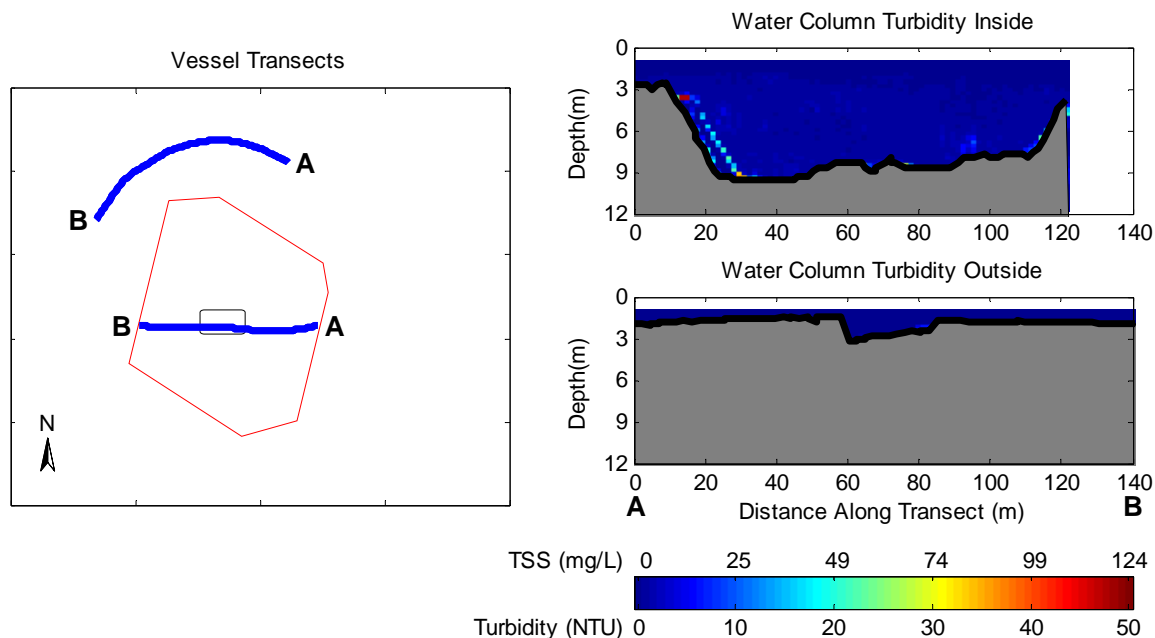 Vessel Transects
A
B
B
A
N
Water Column Turbidity Inside
0
3
6
9
12
Depth(m)
0 20 40 60 80 100 120 140
Water Column Turbidity Outside
0
3
6
9
12
Depth(m)
0 20 40 60 80 100 120 140
A Distance Along Transect (m) B
TSS (mg/L) 0 25 49 74 99 124
Turbidity (NTU) 0 10 20 30 40 50